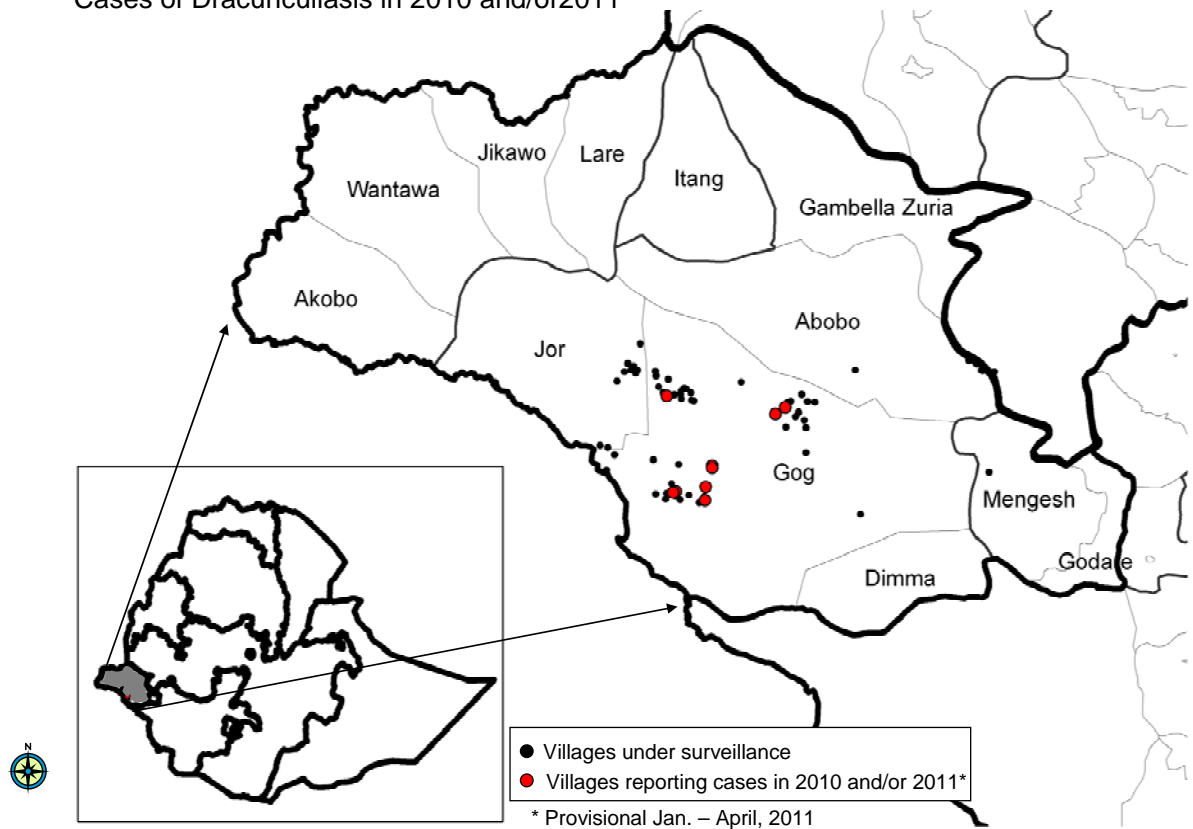 Cases of Dracunculiasis in 2010 and/or2011
Jikawo
Lare
Itang
Wantawa
Gambella Zuria
Akobo
Abobo
Jor
Gog
Mengesh
Godare
Dimma
N
Villages under surveillance
Villages reporting cases in 2010 and/or 2011*
* Provisional Jan. – April, 2011